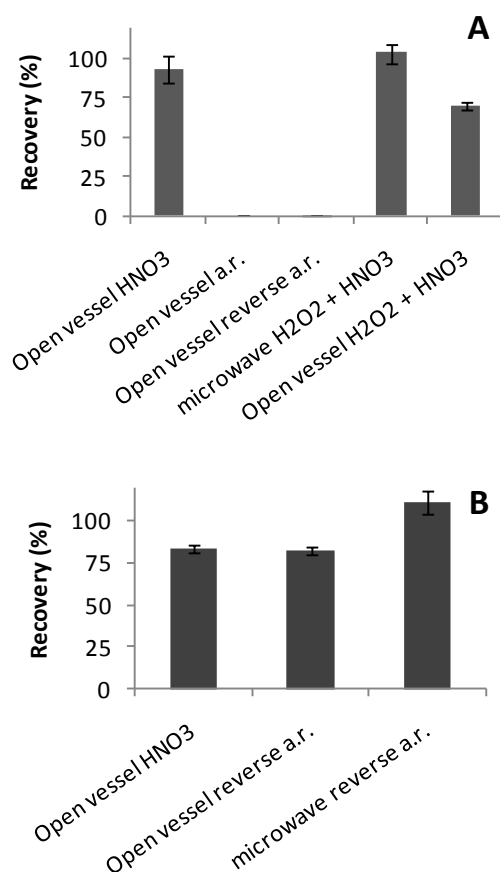 A
Recovery (%)
100
75
50
25
0
Open vessel HNO3
Open vessel a.r.
Open vessel reverse a.r.
microwave H2O2 + HNO3
Open vessel H2O2 + HNO3
B
Recovery (%)
100
75
50
25
0
Open vessel HNO3
Open vessel reverse a.r.
microwave reverse a.r.